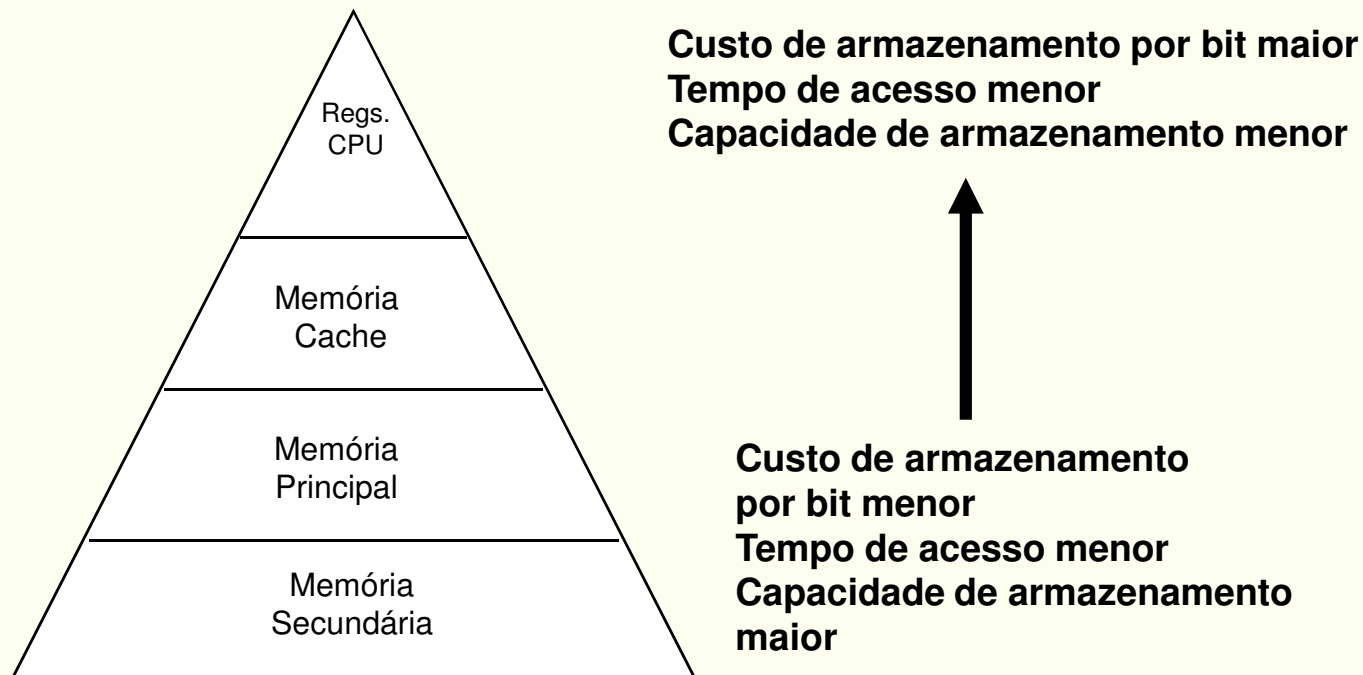 Regs.
CPU
Memória
Cache
Memória
Principal
Memória
Secundária
Custo de armazenamento por bit maior
Tempo de acesso menor
Capacidade de armazenamento menor
Custo de armazenamento
por bit menor
Tempo de acesso menor
Capacidade de armazenamento
maior